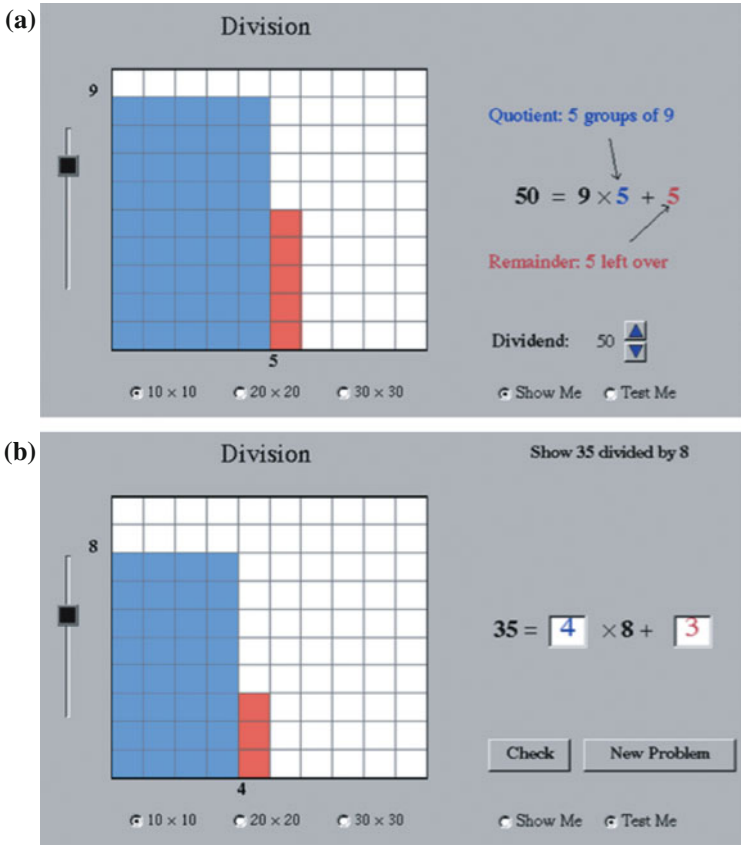 (a)
Division
9
Quotient: 5 groups of 9
50 = 9 × 5 + 5
Remainder: 5 left over
5
Dividend: 50
10 × 10 20 × 20 30 × 30
Show Me Test Me
(b)
Division
Show 35 divided by 8
8
35 = 4 × 8 + 3
Check New Problem
4
10 × 10 20 × 20 30 × 30
Show Me Test Me